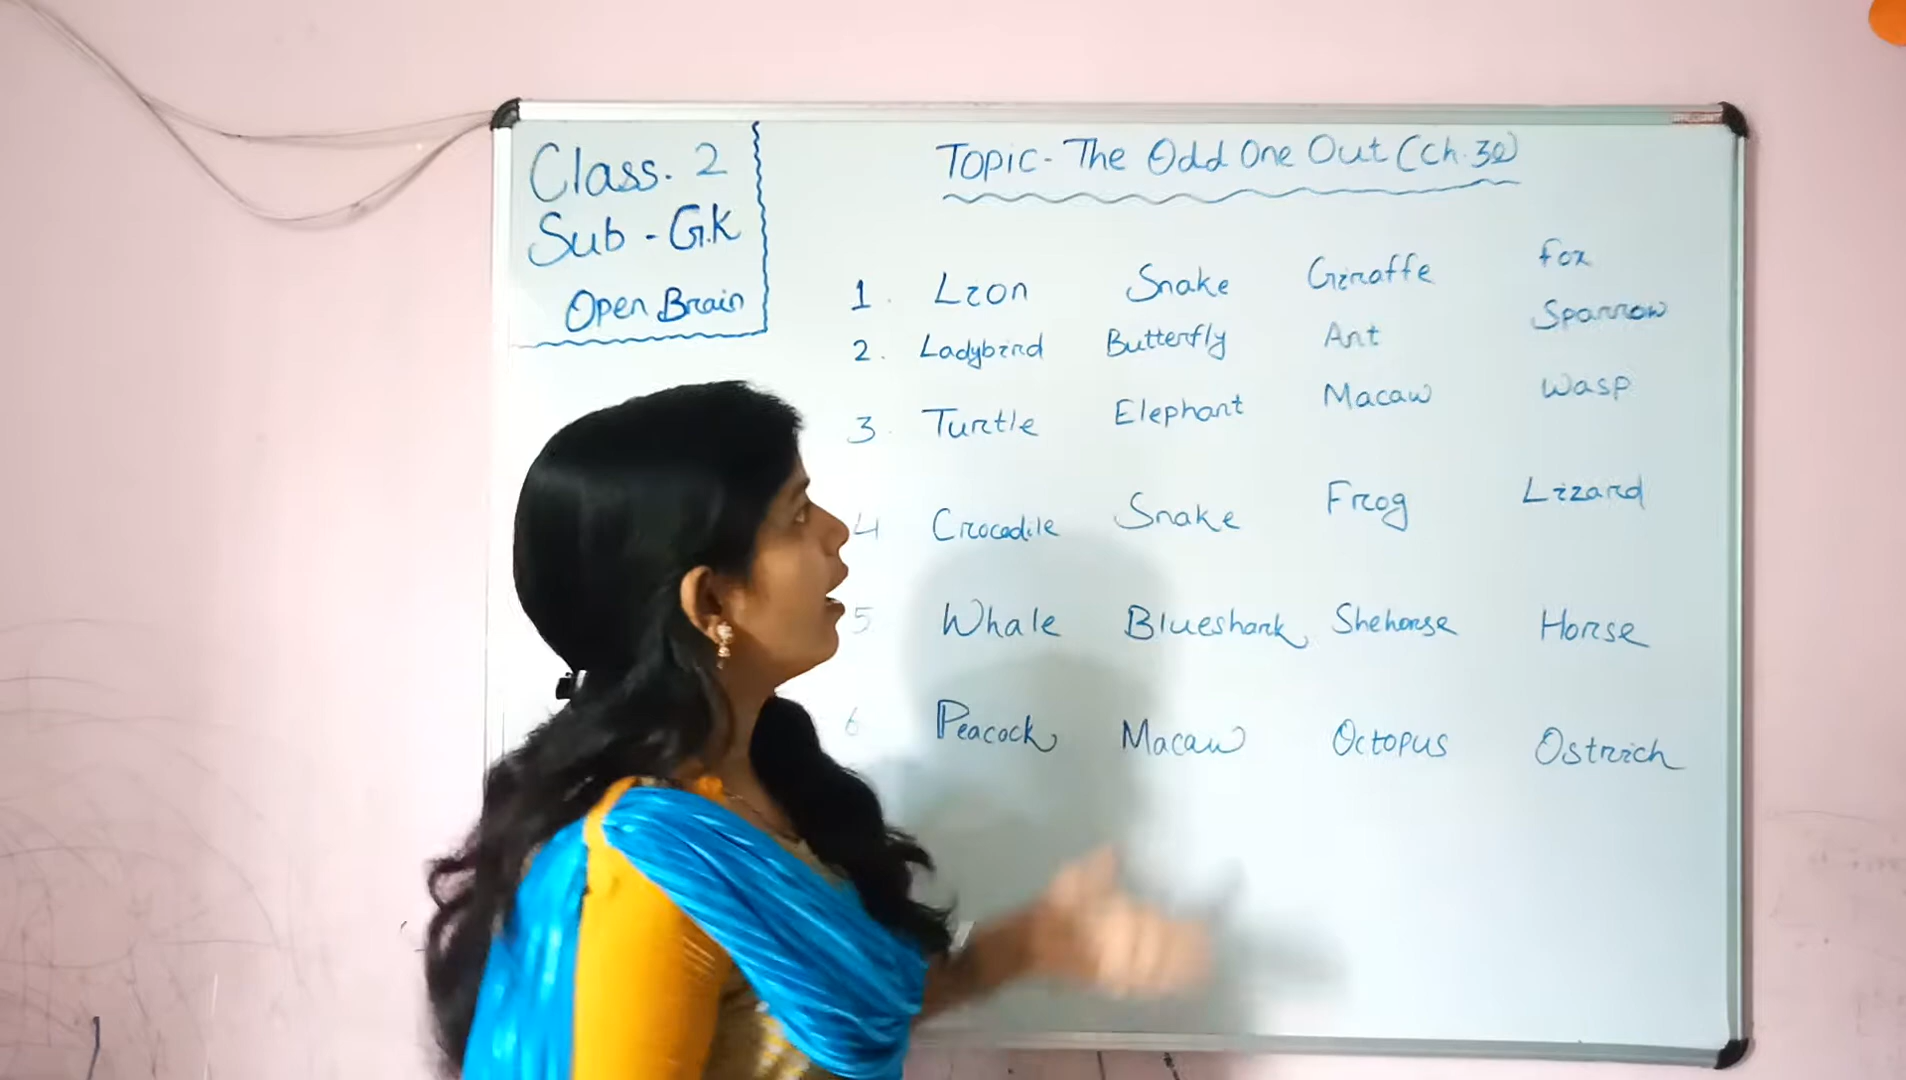 Class. 2
Sub - G.K
Open Brain
Topic - The Odd One Out (Ch. 30)
1. Lion Snake Giraffe Fox
2. Ladybird Butterfly Ant Sparrow
3. Turtle Elephant Macaw Wasp
4 Crocodile Snake Frog Lizard
5 Whale Blueshark Shehorse Horse
6 Peacock Macaw Octopus Ostrich